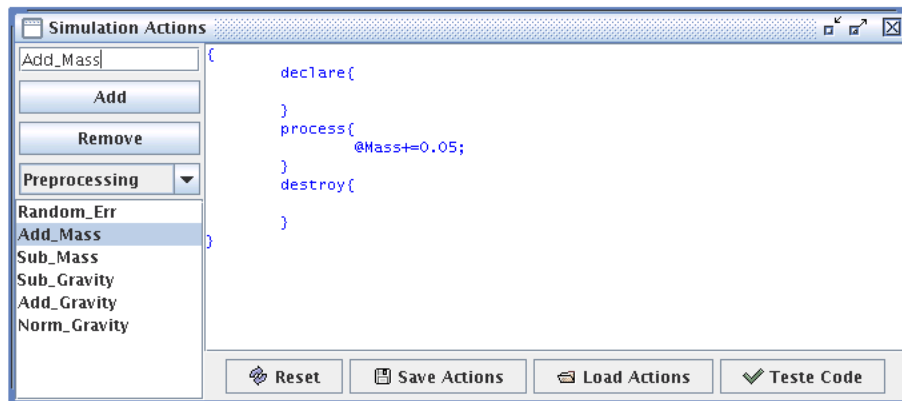 Simulation Actions
Add_Mass
Add
Remove
Preprocessing
Random_Err
Add_Mass
Sub_Mass
Sub_Gravity
Add_Gravity
Norm_Gravity
{
declare{
}
process{
@Mass+=0.05;
}
destroy{
}
}
Reset
Save Actions
Load Actions
Teste Code